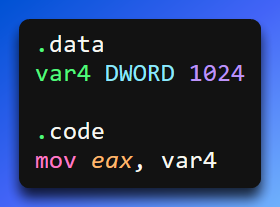 .data
var4 DWORD 1024
.code
mov eax, var4